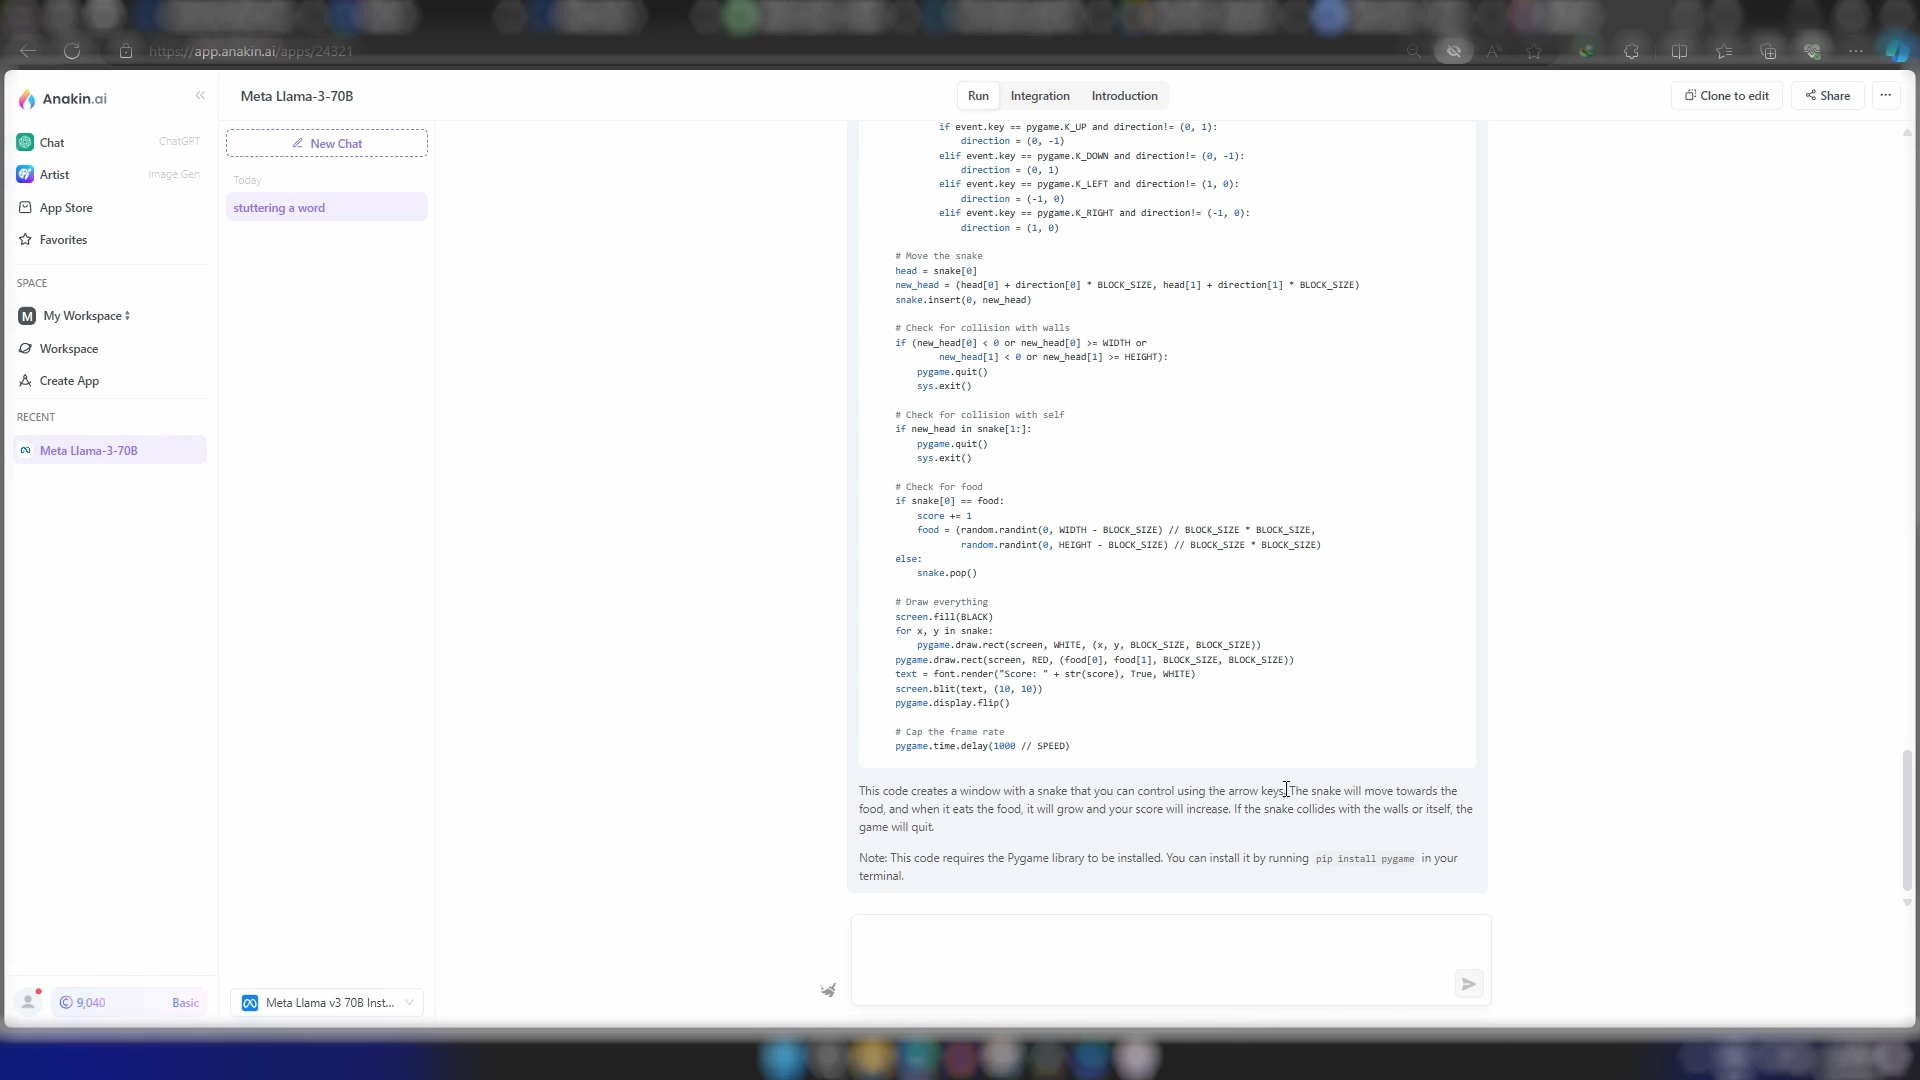 https://app.anakin.ai/apps/24321
Anakin.ai
Meta Llama-3-70B
Run
Integration
Introduction
Clone to edit
Share
Chat
ChatGPT
Artist
Image Gen
App Store
Favorites
SPACE
M My Workspace
Workspace
Create App
RECENT
Meta Llama-3-70B
9,040
Basic
New Chat
Today
stuttering a word
Meta Llama v3 70B Inst...
if event.key == pygame.K_UP and direction!= (0, 1):
direction = (0, -1)
elif event.key == pygame.K_DOWN and direction!= (0, -1):
direction = (0, 1)
elif event.key == pygame.K_LEFT and direction!= (1, 0):
direction = (-1, 0)
elif event.key == pygame.K_RIGHT and direction!= (-1, 0):
direction = (1, 0)
# Move the snake
head = snake[0]
new_head = (head[0] + direction[0] * BLOCK_SIZE, head[1] + direction[1] * BLOCK_SIZE)
snake.insert(0, new_head)
# Check for collision with walls
if (new_head[0] < 0 or new_head[0] >= WIDTH or
new_head[1] < 0 or new_head[1] >= HEIGHT):
pygame.quit()
sys.exit()
# Check for collision with self
if new_head in snake[1:]:
pygame.quit()
sys.exit()
# Check for food
if snake[0] == food:
score += 1
food = (random.randint(0, WIDTH - BLOCK_SIZE) // BLOCK_SIZE * BLOCK_SIZE,
random.randint(0, HEIGHT - BLOCK_SIZE) // BLOCK_SIZE * BLOCK_SIZE)
else:
snake.pop()
# Draw everything
screen.fill(BLACK)
for x, y in snake:
pygame.draw.rect(screen, WHITE, (x, y, BLOCK_SIZE, BLOCK_SIZE))
pygame.draw.rect(screen, RED, (food[0], food[1], BLOCK_SIZE, BLOCK_SIZE))
text = font.render("Score: " + str(score), True, WHITE)
screen.blit(text, (10, 10))
pygame.display.flip()
# Cap the frame rate
pygame.time.delay(1000 // SPEED)
This code creates a window with a snake that you can control using the arrow keys. The snake will move towards the
food, and when it eats the food, it will grow and your score will increase. If the snake collides with the walls or itself, the
game will quit.
Note: This code requires the Pygame library to be installed. You can install it by running pip install pygame in your
terminal.